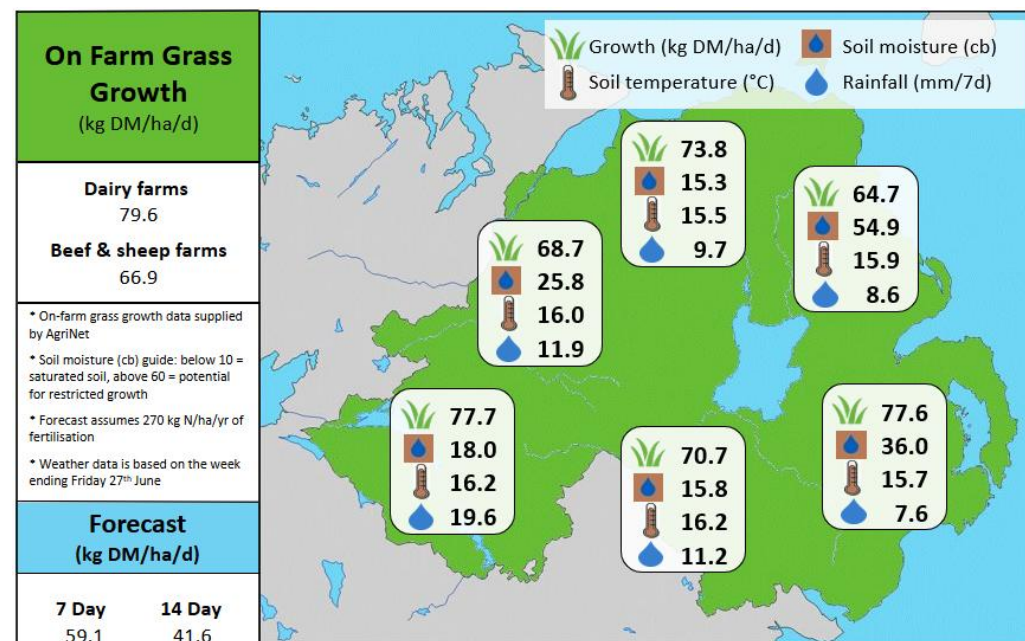 On Farm Grass
Growth
(kg DM/ha/d)
Dairy farms
79.6
Beef & sheep farms
66.9
* On-farm grass growth data supplied
by AgriNet
* Soil moisture (cb) guide: below 10 =
saturated soil, above 60 = potential
for restricted growth
* Forecast assumes 270 kg N/ha/yr of
fertilisation
* Weather data is based on the week
ending Friday 27th June
Forecast
(kg DM/ha/d)
7 Day 14 Day
59.1 41.6
Growth (kg DM/ha/d) Soil moisture (cb)
Soil temperature (°C) Rainfall (mm/7d)
73.8
15.3
15.5
9.7
64.7
54.9
15.9
8.6
68.7
25.8
16.0
11.9
77.7
18.0
16.2
19.6
70.7
15.8
16.2
11.2
77.6
36.0
15.7
7.6